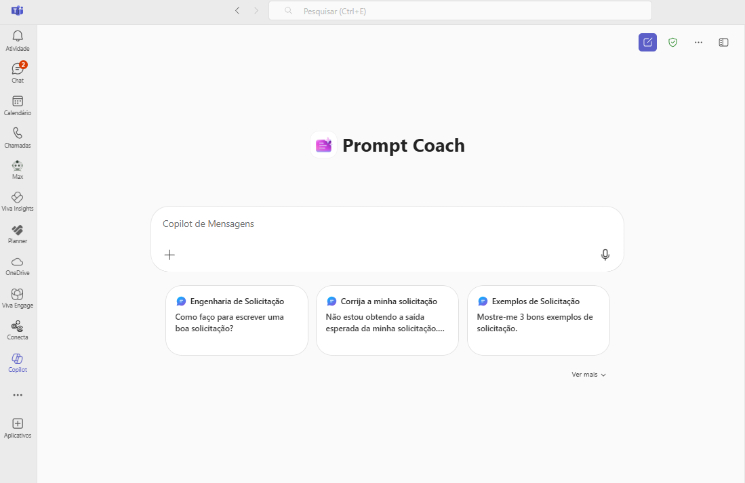 Pesquisar (Ctrl+E)
Atividade
2
Chat
Calendário
Chamadas
Max
Viva Insights
Planner
OneDrive
Viva Engage
Conecta
Copilot
Aplicativos
Prompt Coach
Copilot de Mensagens
Engenharia de Solicitação
Como faço para escrever uma
boa solicitação?
Corrija a minha solicitação
Não estou obtendo a saída
esperada da minha solicitação....
Exemplos de Solicitação
Mostre-me 3 bons exemplos de
solicitação.
Ver mais